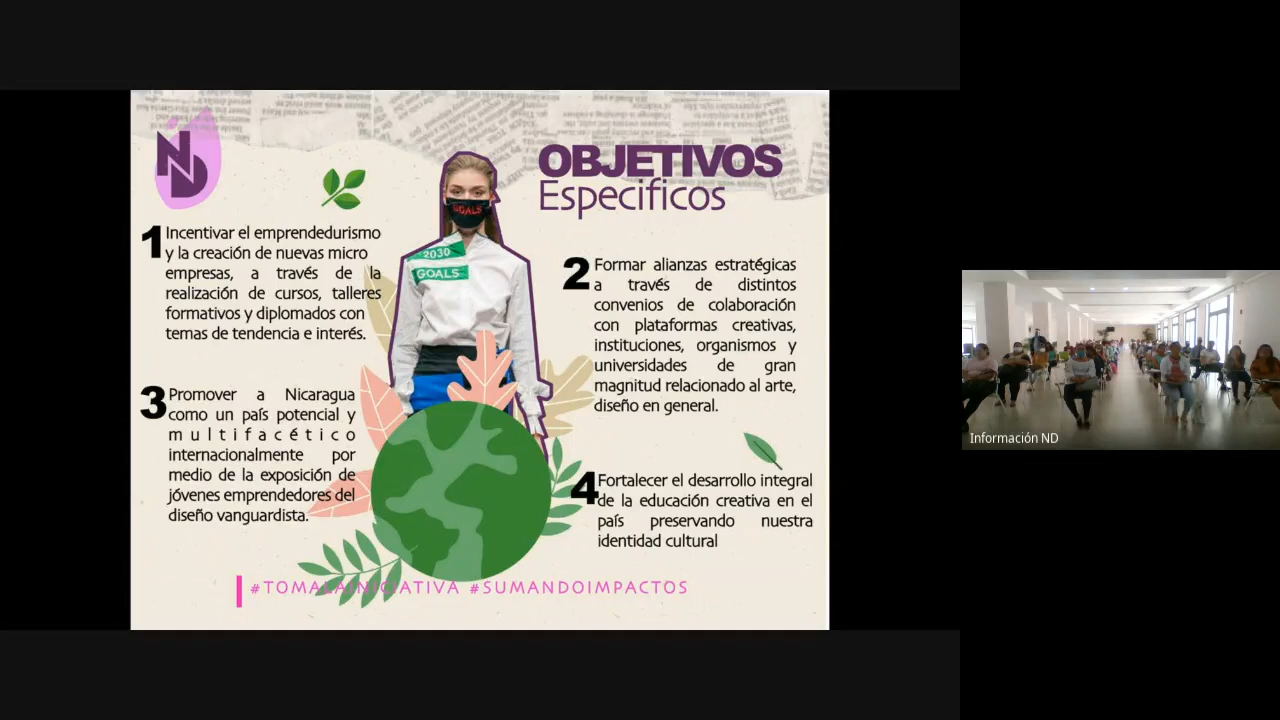 ND
OBJETIVOS
Especificos
1
Incentivar el emprendedurismo
y la creación de nuevas micro
empresas, a través de la
realización de cursos, talleres
formativos y diplomados con
temas de tendencia e interés.
2
Formar alianzas estratégicas
a través de distintos
convenios de colaboración
con plataformas creativas,
instituciones, organismos y
universidades de gran
magnitud relacionado al arte,
diseño en general.
3
Promover a Nicaragua
como un país potencial y
multifacético
internacionalmente por
medio de la exposición de
jóvenes emprendedores del
diseño vanguardista.
4
Fortalecer el desarrollo integral
de la educación creativa en el
país preservando nuestra
identidad cultural
GOALS
2030
GOALS
#TOMALAINICIATIVA #SUMANDOIMPACTOS
Información ND